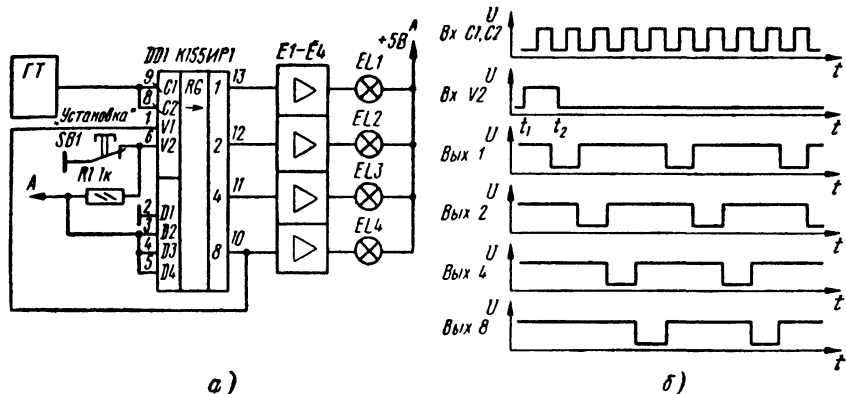 ГТ
"Установка"
SB1
R1 1к
А
DD1 К155ИР1
9
8
1
6
2
3
4
5
C1
C2
V1
V2
D1
D2
D3
D4
RG
1
2
4
8
13
12
11
10
E1-E4
+5В
А
EL1
EL2
EL3
EL4
а)
Вх C1,C2
U
t
Вх V2
U
t1
t2
t
Вых 1
U
t
Вых 2
U
t
Вых 4
U
t
Вых 8
U
t
б)